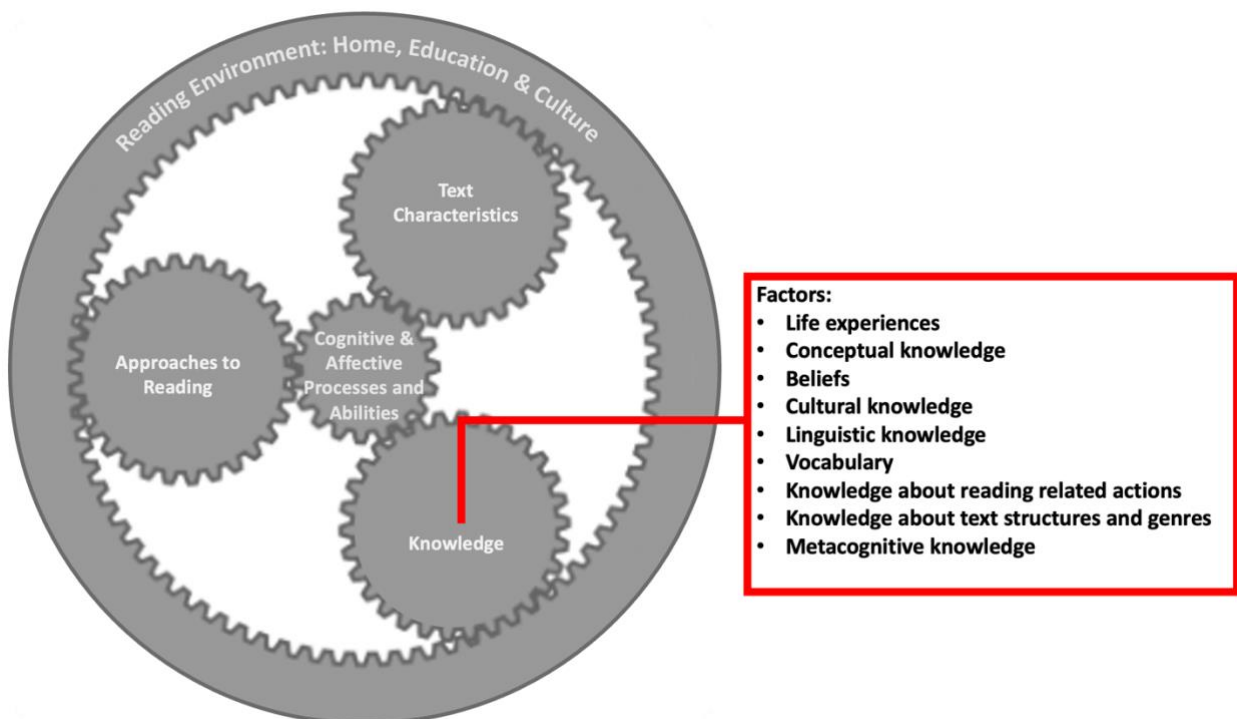 Reading Environment: Home, Education & Culture
Text
Characteristics
Cognitive &
Affective
Processes and
Abilities
Approaches to
Reading
Knowledge
Factors:
• Life experiences
• Conceptual knowledge
• Beliefs
• Cultural knowledge
• Linguistic knowledge
• Vocabulary
• Knowledge about reading related actions
• Knowledge about text structures and genres
• Metacognitive knowledge